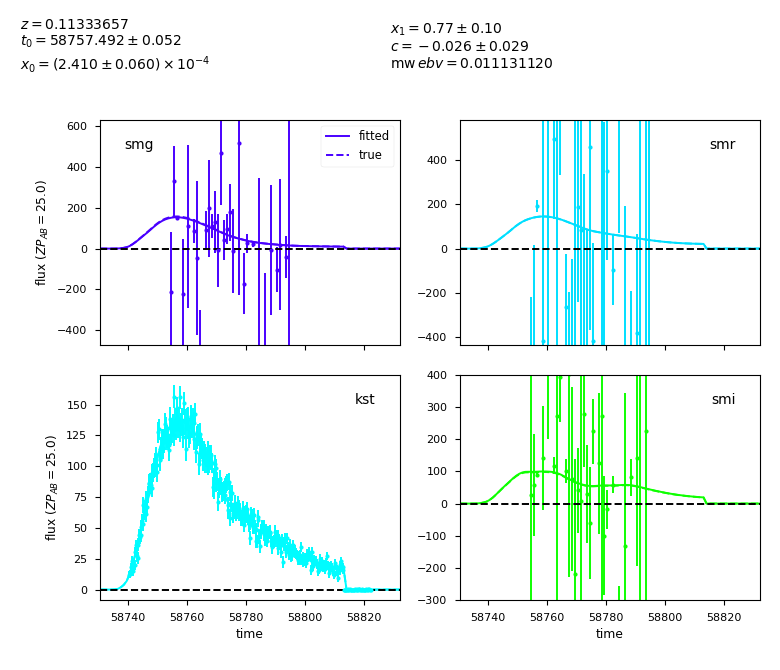 z = 0.11333657
t₀ = 58757.492 ± 0.052
x₀ = (2.410 ± 0.060) × 10⁻⁴
x₁ = 0.77 ± 0.10
c = −0.026 ± 0.029
mw ebv = 0.011131120
smg
fitted
true
600
400
200
0
−200
−400
flux (ZP_AB = 25.0)
smr
400
200
0
−200
−400
kst
150
125
100
75
50
25
0
flux (ZP_AB = 25.0)
58740 58760 58780 58800 58820
time
smi
400
300
200
100
0
−100
−200
−300
58740 58760 58780 58800 58820
time